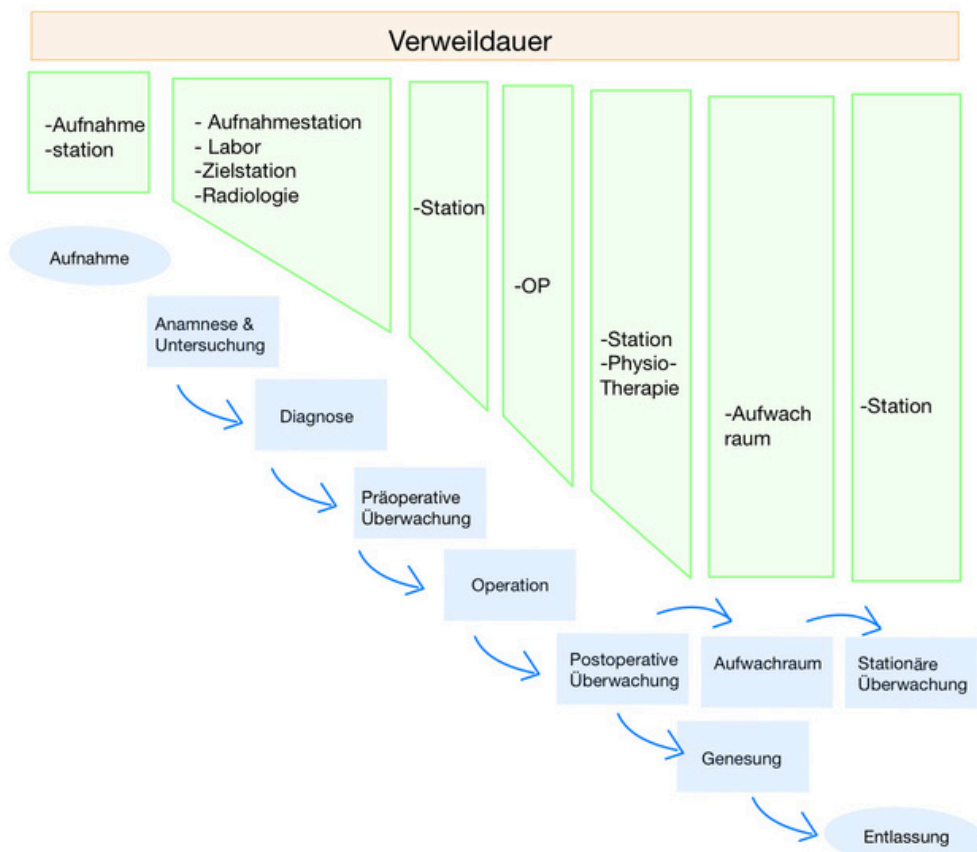 Verweildauer
-Aufnahme
-station
- Aufnahmestation
- Labor
-Zielstation
-Radiologie
-Station
-OP
-Station
-Physio-
Therapie
-Aufwach
raum
-Station
Aufnahme
Anamnese &
Untersuchung
Diagnose
Präoperative
Überwachung
Operation
Postoperative
Überwachung
Aufwachraum
Stationäre
Überwachung
Genesung
Entlassung